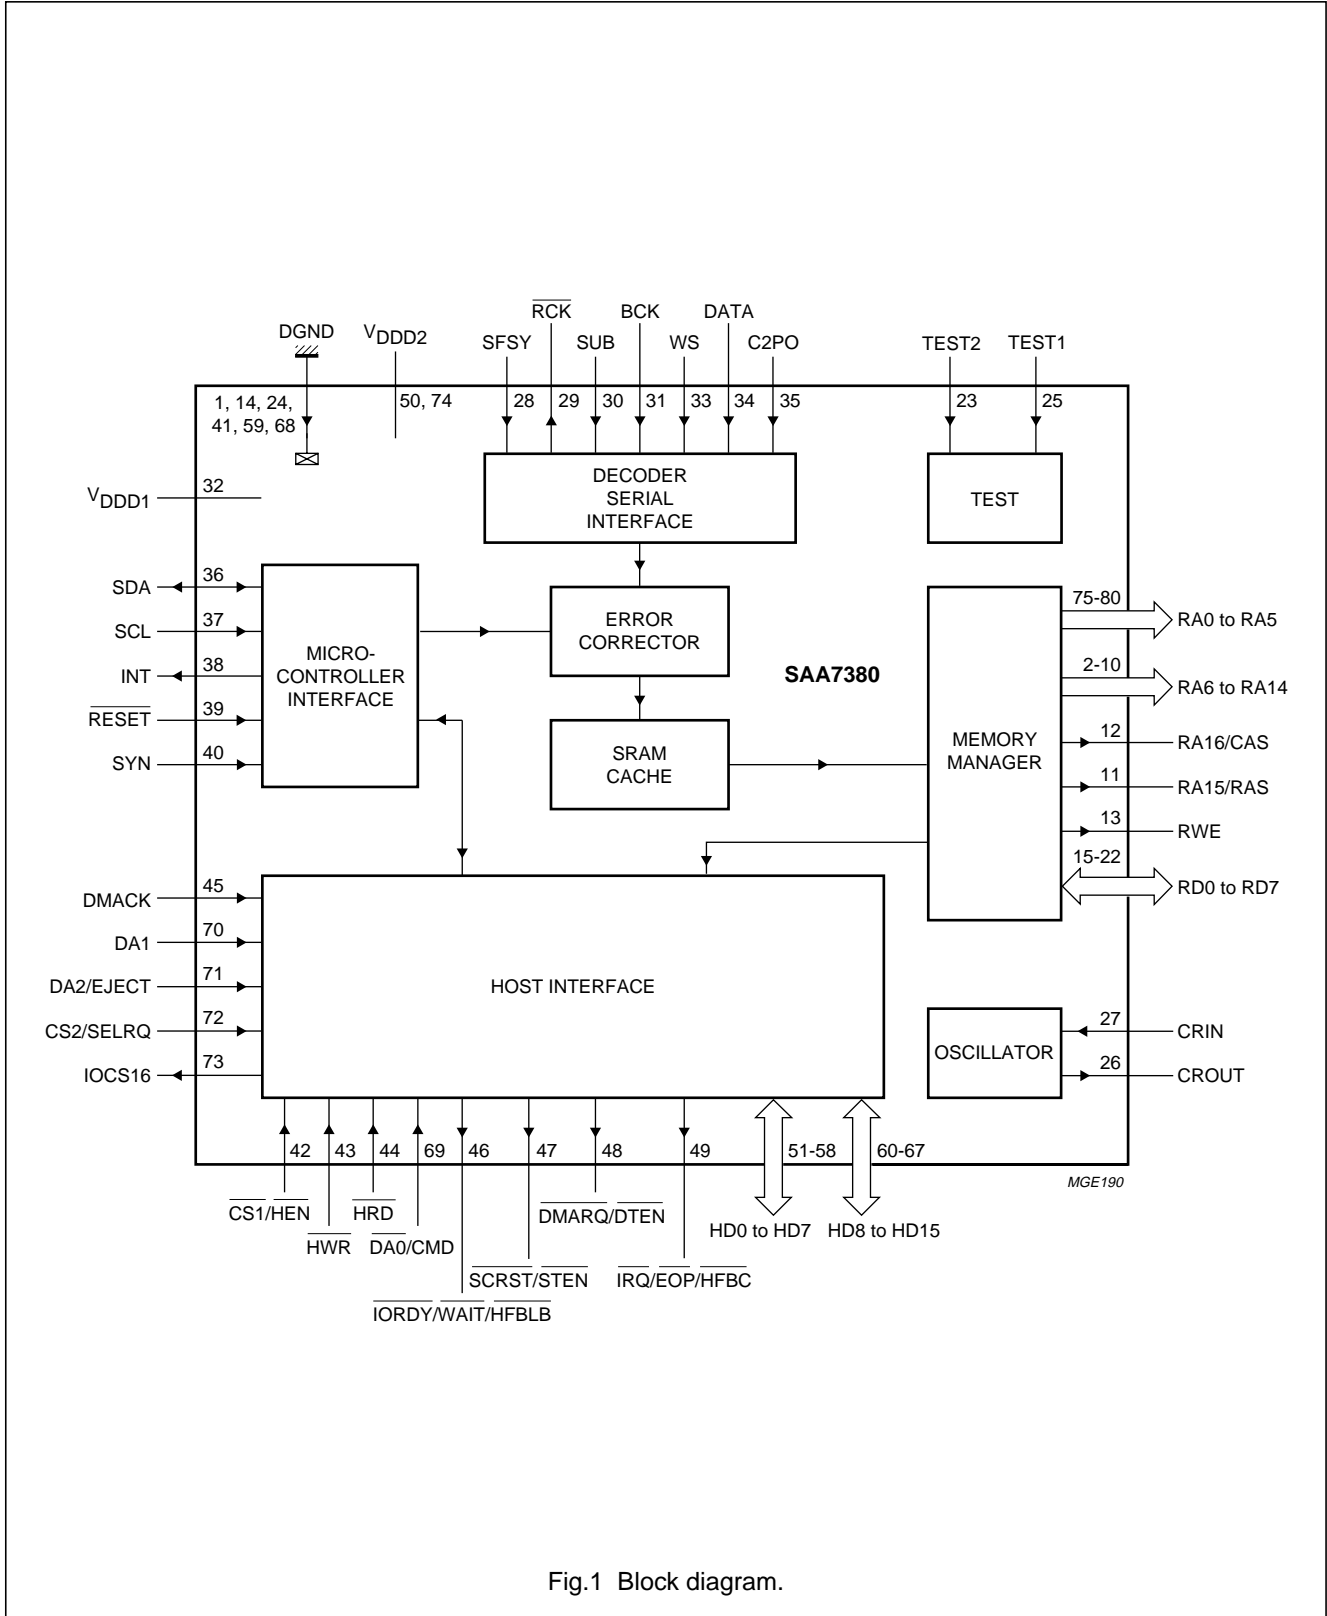 RCK BCK DATA
DGND VDDD2 SFSY SUB WS C2PO TEST2 TEST1
1, 14, 24,
41, 59, 68
50, 74 28 29 30 31 33 34 35 23 25
DECODER
SERIAL
INTERFACE
TEST
VDDD1 32
SDA 36
SCL 37
INT 38
RESET 39
SYN 40
MICRO-
CONTROLLER
INTERFACE
ERROR
CORRECTOR
SAA7380
SRAM
CACHE
MEMORY
MANAGER
75-80 RA0 to RA5
2-10 RA6 to RA14
12 RA16/CAS
11 RA15/RAS
13 RWE
15-22 RD0 to RD7
DMACK 45
DA1 70
DA2/EJECT 71
CS2/SELRQ 72
IOCS16 73
HOST INTERFACE
OSCILLATOR
27 CRIN
26 CROUT
42 43 44 69 46 47 48 49 51-58 60-67
MGE190
CS1/HEN HRD DMARQ/DTEN HD0 to HD7 HD8 to HD15
HWR DA0/CMD
SCRST/STEN IRQ/EOP/HFBC
IORDY/WAIT/HFBLB
Fig.1 Block diagram.